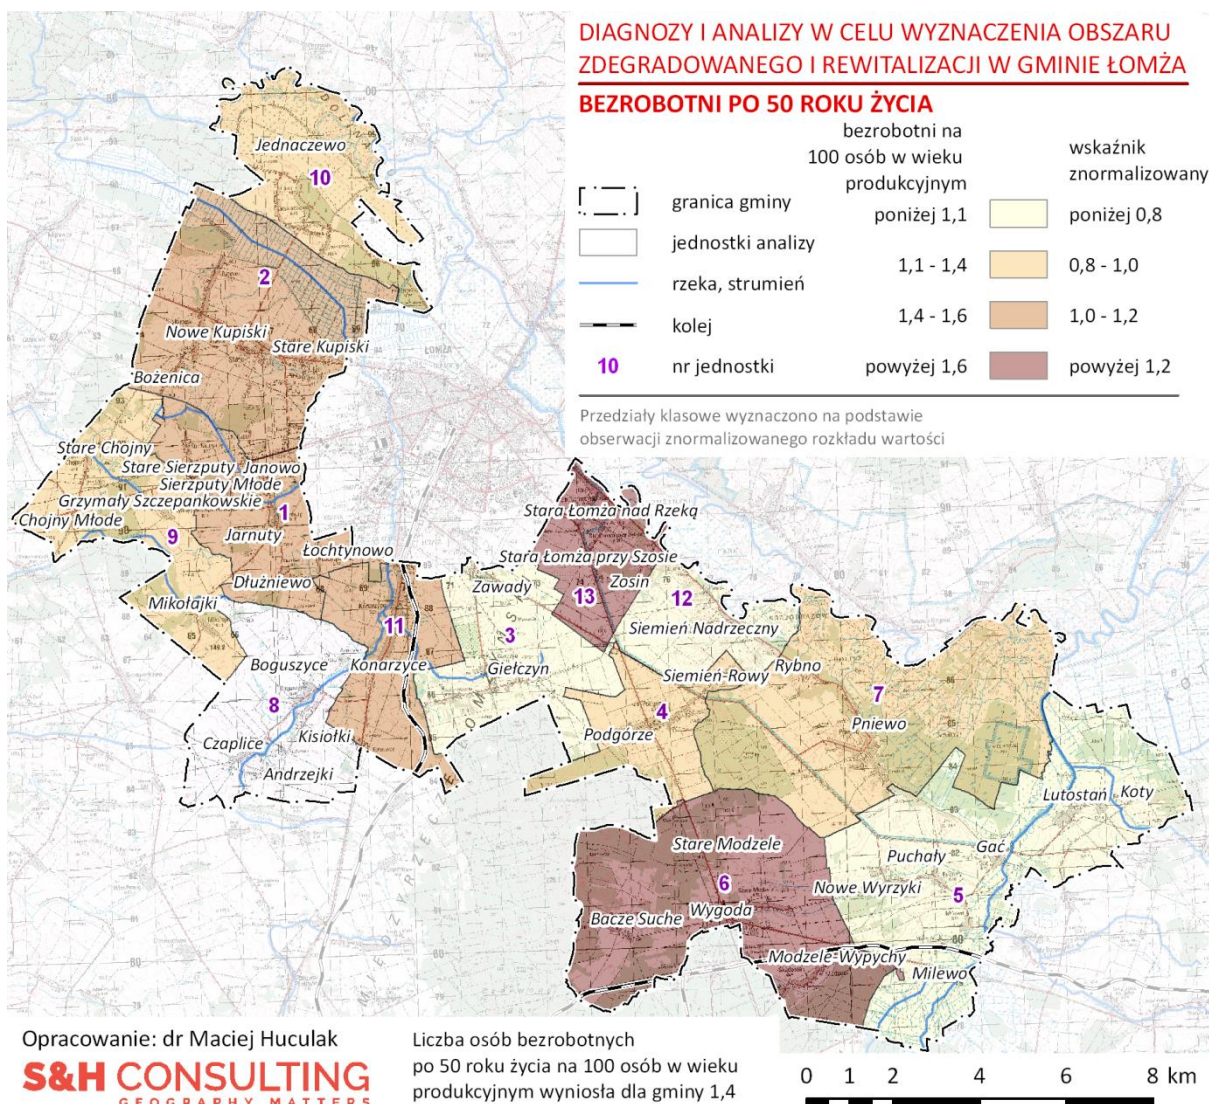 DIAGNOZY I ANALIZY W CELU WYZNACZENIA OBSZARU
ZDEGRADOWANEGO I REWITALIZACJI W GMINIE ŁOMŻA
BEZROBOTNI PO 50 ROKU ŻYCIA
bezrobotni na
100 osób w wieku
produkcyjnym
wskaźnik
znormalizowany
granica gminy
poniżej 1,1
poniżej 0,8
jednostki analizy
1,1 - 1,4
0,8 - 1,0
rzeka, strumień
1,4 - 1,6
1,0 - 1,2
kolej
10
nr jednostki
powyżej 1,6
powyżej 1,2
Przedziały klasowe wyznaczono na podstawie
obserwacji znormalizowanego rozkładu wartości
Jednaczewo
10
2
Nowe Kupiski
Stare Kupiski
Bożenica
Stare Chojny
Stare Sierzputy
Janowo
Sierzputy Młode
Grzymały Szczepankowskie
Chojny Młode
1
9
Jarnuty
Łochtynowo
Dłużniewo
Mikołajki
11
Boguszyce
Konarzyce
8
Czaplice
Kisiołki
Andrzejki
Stara Łomża nad Rzeką
Stara Łomża przy Szosie
Zawady
Zosin
13
12
3
Siemień Nadrzeczny
Giełczyn
Siemień-Rowy
Rybno
7
4
Pniewo
Podgórze
Lutostań
Koty
Stare Modzele
Gać
Puchały
6
Nowe Wyrzyki
5
Wygoda
Bacze Suche
Modzele-Wypychy
Milewo
ŁOMŻA
Opracowanie: dr Maciej Huculak
S&H CONSULTING
GEOGRAPHY MATTERS
Liczba osób bezrobotnych
po 50 roku życia na 100 osób w wieku
produkcyjnym wyniosła dla gminy 1,4
0 1 2 4 6 8 km